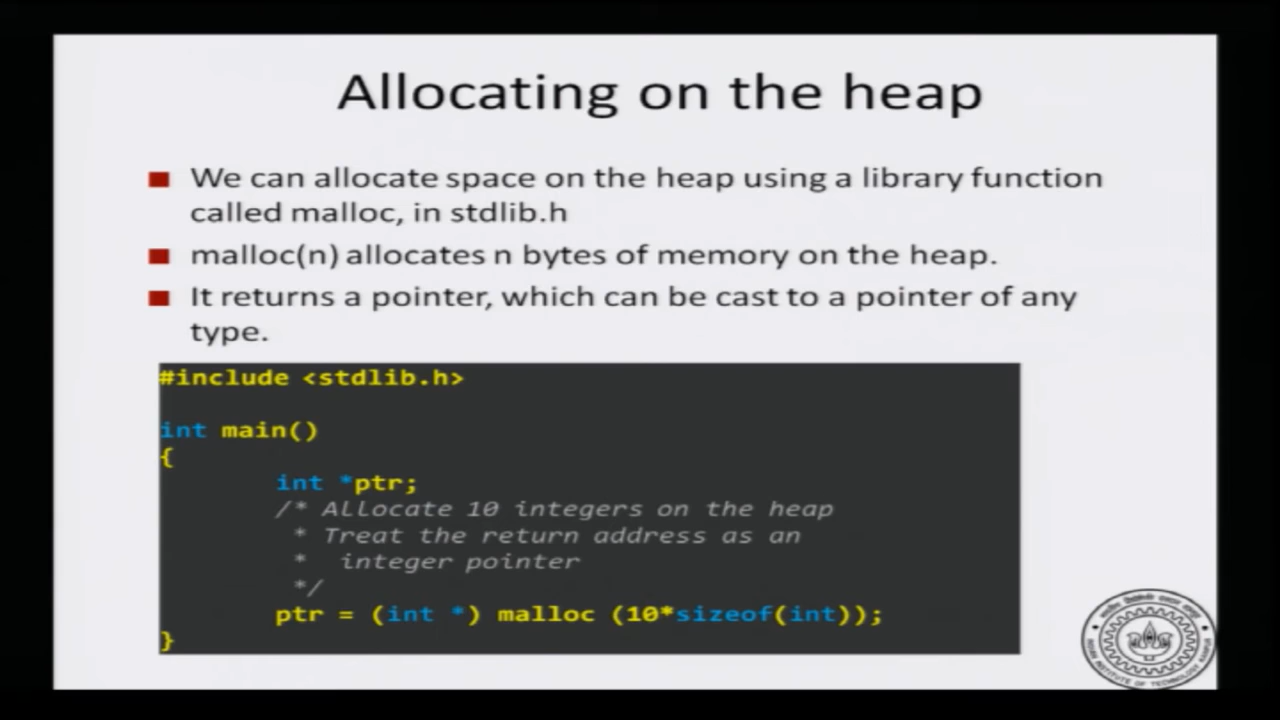 Allocating on the heap
We can allocate space on the heap using a library function
called malloc, in stdlib.h
malloc(n) allocates n bytes of memory on the heap.
It returns a pointer, which can be cast to a pointer of any
type.
#include <stdlib.h>
int main()
{
int *ptr;
/* Allocate 10 integers on the heap
* Treat the return address as an
* integer pointer
*/
ptr = (int *) malloc (10*sizeof(int));
}